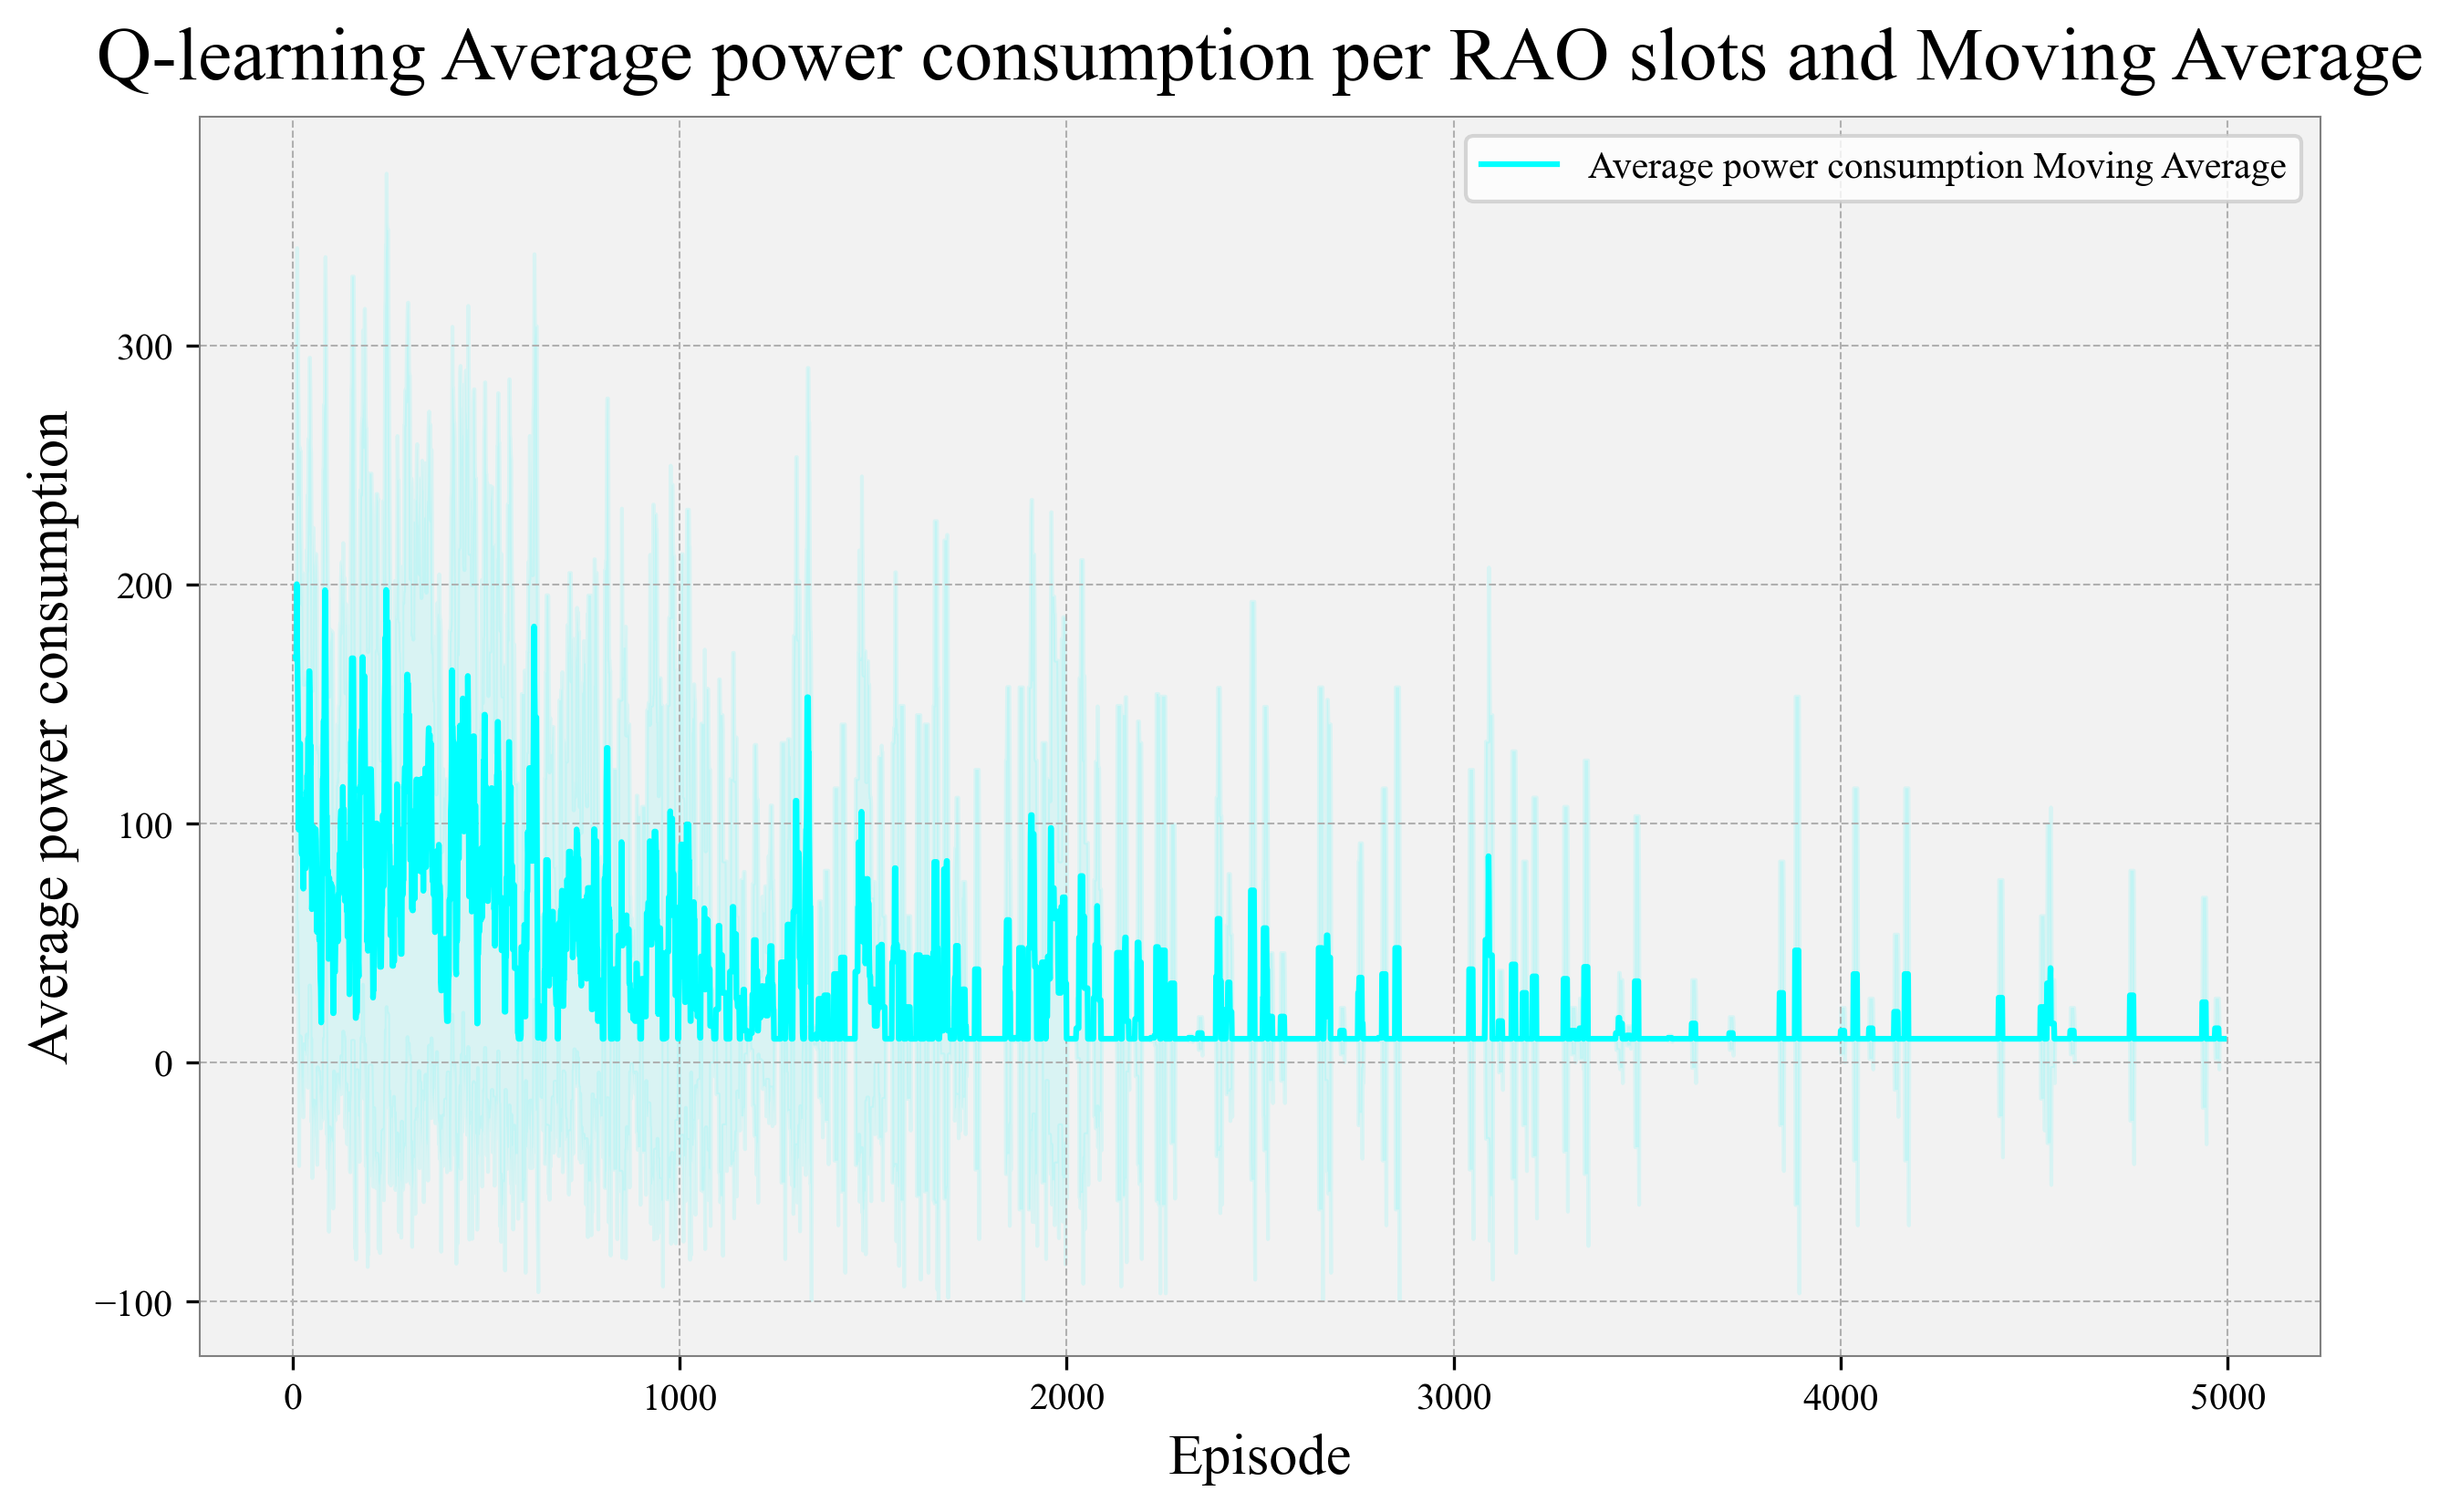 Q-learning Average power consumption per RAO slots and Moving Average
Average power consumption Moving Average
Average power consumption
300
200
100
0
−100
0 1000 2000 3000 4000 5000
Episode